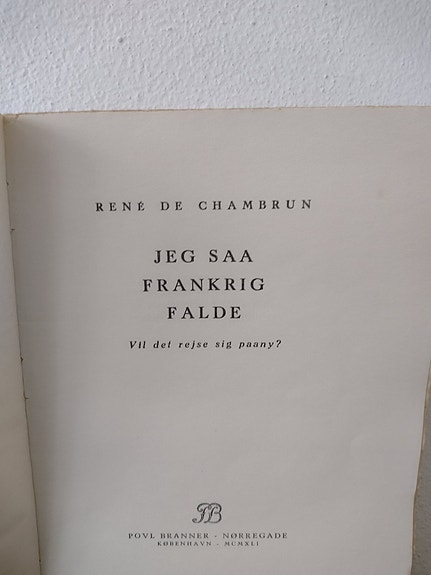 RENÉ DE CHAMBRUN
JEG SAA
FRANKRIG
FALDE
Vil det rejse sig paany?
PB
POVL BRANNER - NØRREGADE
KØBENHAVN - MCMXLI